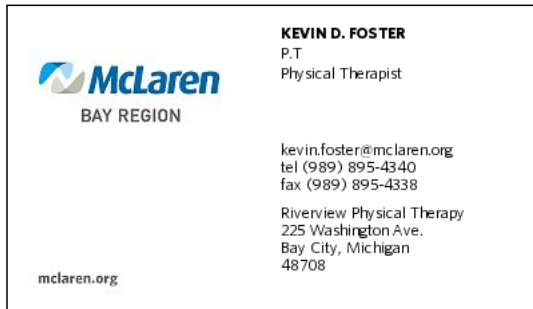 McLaren
BAY REGION
mclaren.org
KEVIN D. FOSTER
P.T
Physical Therapist
kevin.foster@mclaren.org
tel (989) 895-4340
fax (989) 895-4338
Riverview Physical Therapy
225 Washington Ave.
Bay City, Michigan
48708